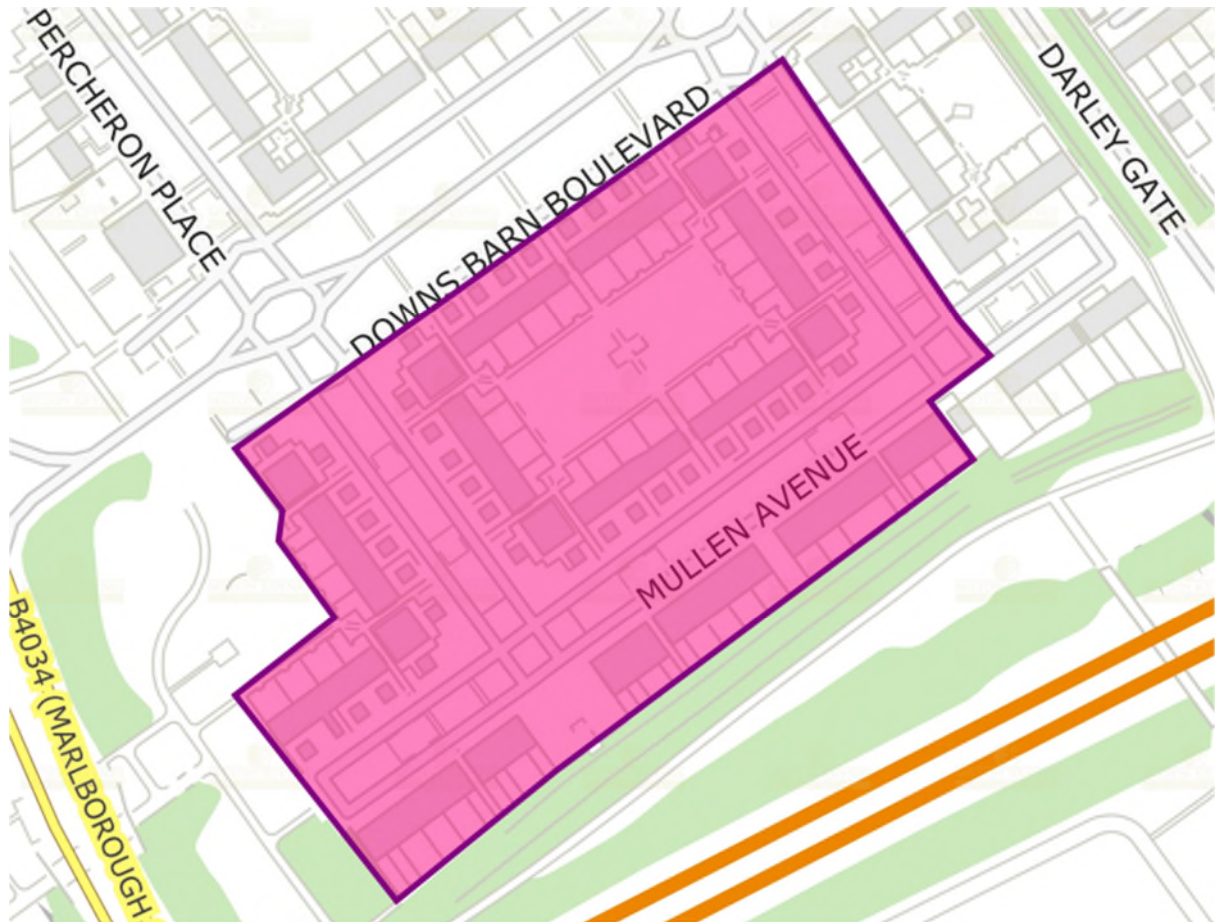 PERCHERON PLACE
DOWNS BARN BOULEVARD
DARLEY GATE
MULLEN AVENUE
B4034 (MARLBOROUGH